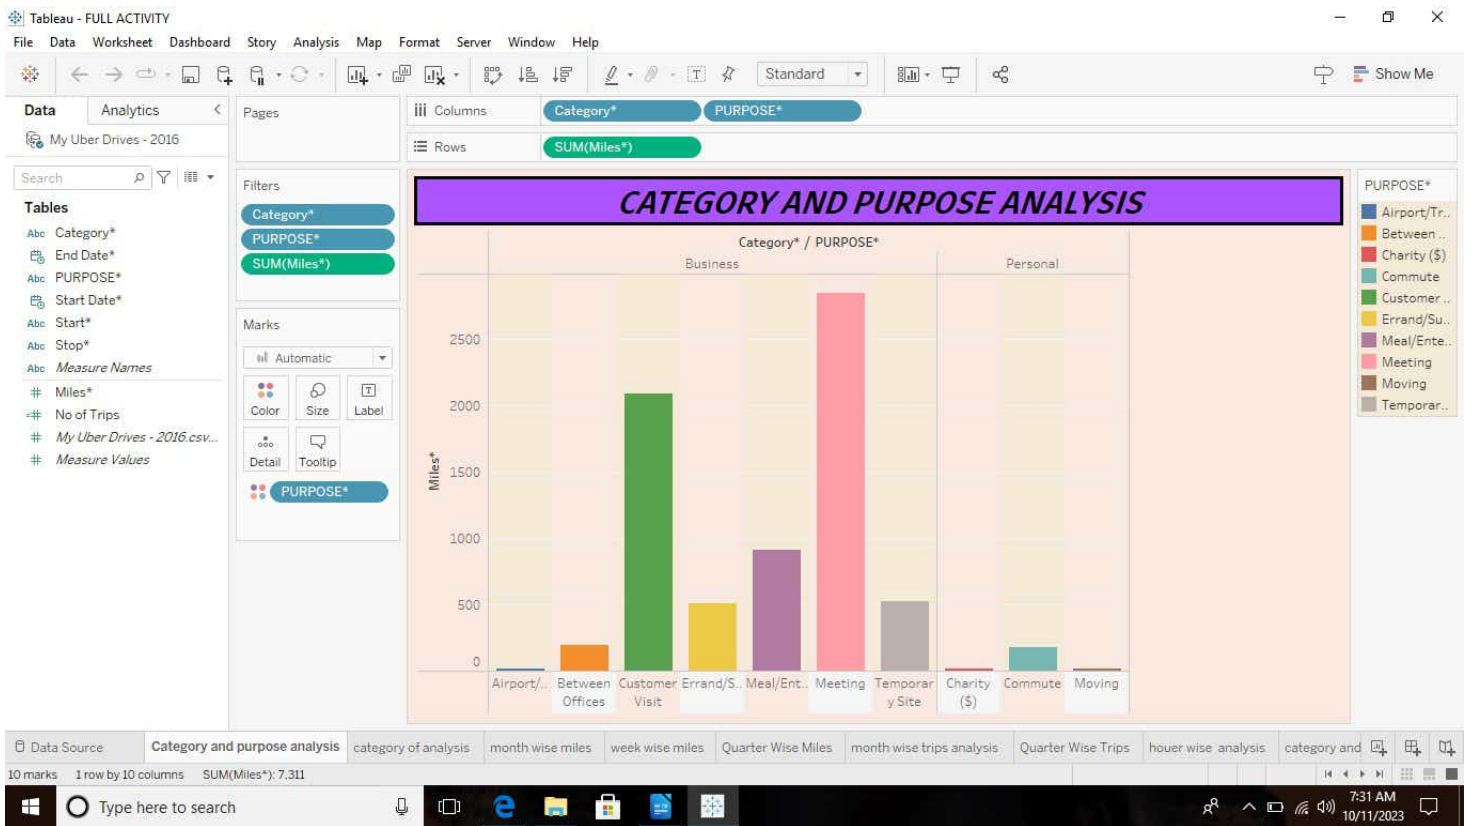 Tableau - FULL ACTIVITY
File Data Worksheet Dashboard Story Analysis Map Format Server Window Help
Standard
Show Me
Data Analytics
My Uber Drives - 2016
Search
Tables
Abc Category*
End Date*
Abc PURPOSE*
Start Date*
Abc Start*
Abc Stop*
Abc Measure Names
# Miles*
=# No of Trips
# My Uber Drives - 2016.csv...
# Measure Values
Pages
Filters
Category*
PURPOSE*
SUM(Miles*)
Marks
Automatic
Color Size Label
Detail Tooltip
PURPOSE*
Columns Category* PURPOSE*
Rows SUM(Miles*)
CATEGORY AND PURPOSE ANALYSIS
Category* / PURPOSE*
Business Personal
Miles*
2500
2000
1500
1000
500
0
Airport/.. Between Customer Errand/S.. Meal/Ent.. Meeting Temporar Charity Commute Moving
Offices Visit y Site ($)
PURPOSE*
Airport/Tr..
Between ..
Charity ($)
Commute
Customer ..
Errand/Su..
Meal/Ente..
Meeting
Moving
Temporar..
Data Source Category and purpose analysis category of analysis month wise miles week wise miles Quarter Wise Miles month wise trips analysis Quarter Wise Trips houer wise analysis category and
10 marks 1 row by 10 columns SUM(Miles*): 7,311
Type here to search
7:31 AM
10/11/2023